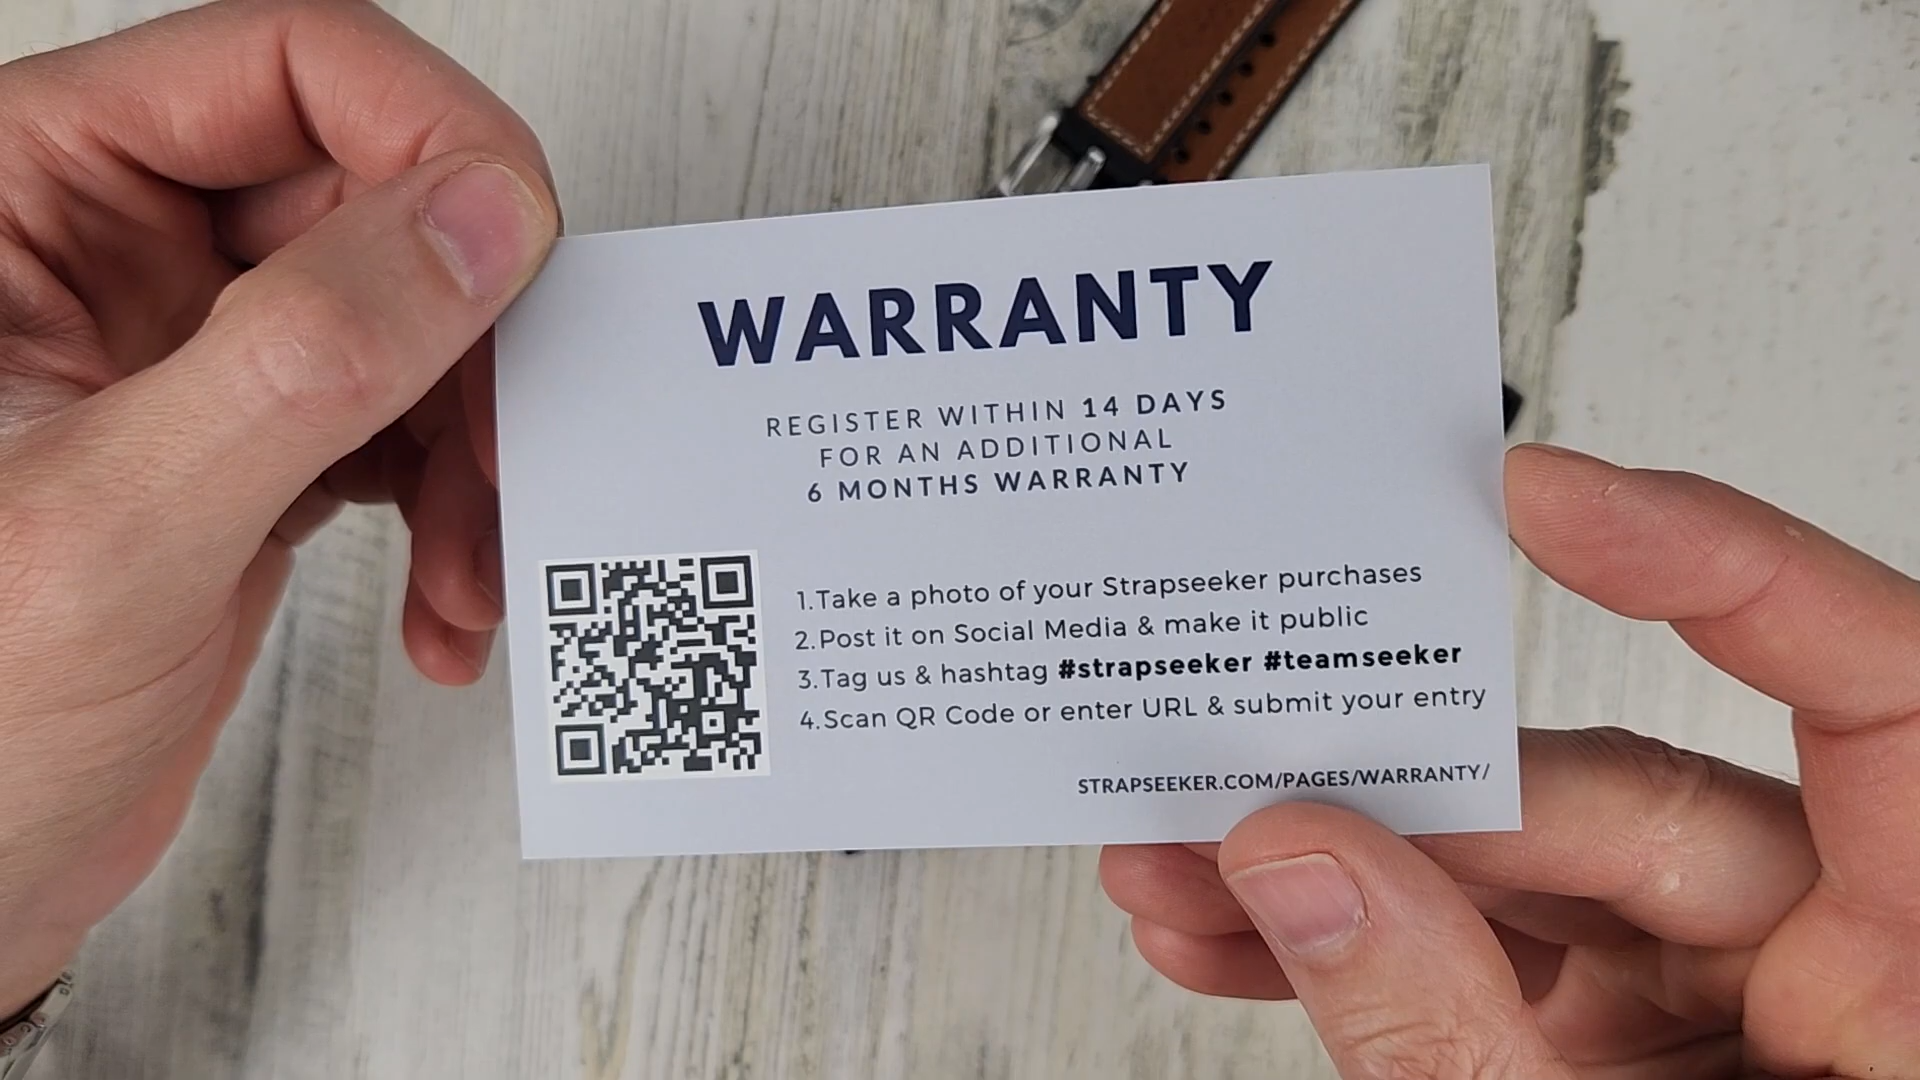 WARRANTY
REGISTER WITHIN 14 DAYS
FOR AN ADDITIONAL
6 MONTHS WARRANTY
1.Take a photo of your Strapseeker purchases
2.Post it on Social Media & make it public
3.Tag us & hashtag #strapseeker #teamseeker
4.Scan QR Code or enter URL & submit your entry
STRAPSEEKER.COM/PAGES/WARRANTY/